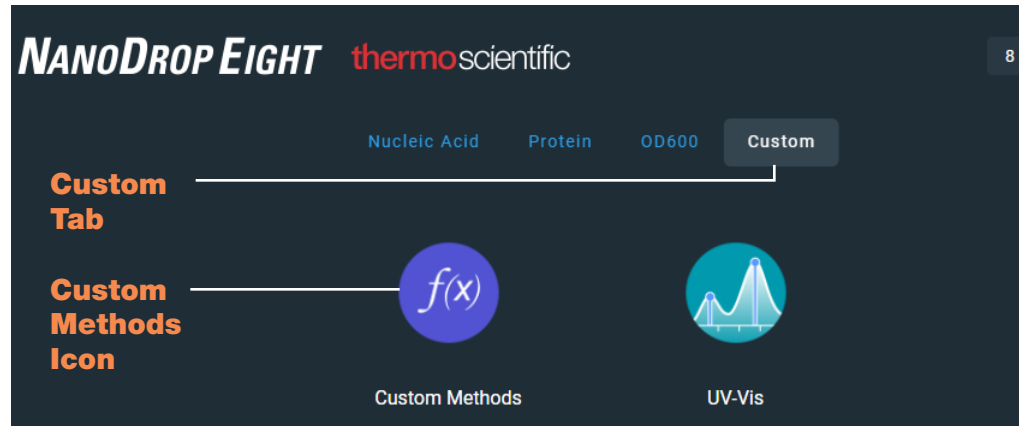 NANODROP EIGHT thermoscientific
8
Nucleic Acid Protein OD600 Custom
Custom
Tab
Custom
Methods
Icon
f(x)
Custom Methods UV-Vis